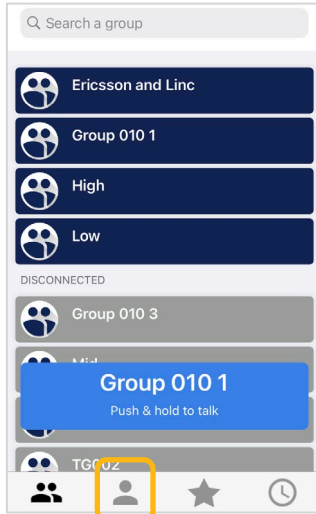 Search a group
Ericsson and Linc
Group 010 1
High
Low
DISCONNECTED
Group 010 3
Group 010 1
Push & hold to talk
TG002